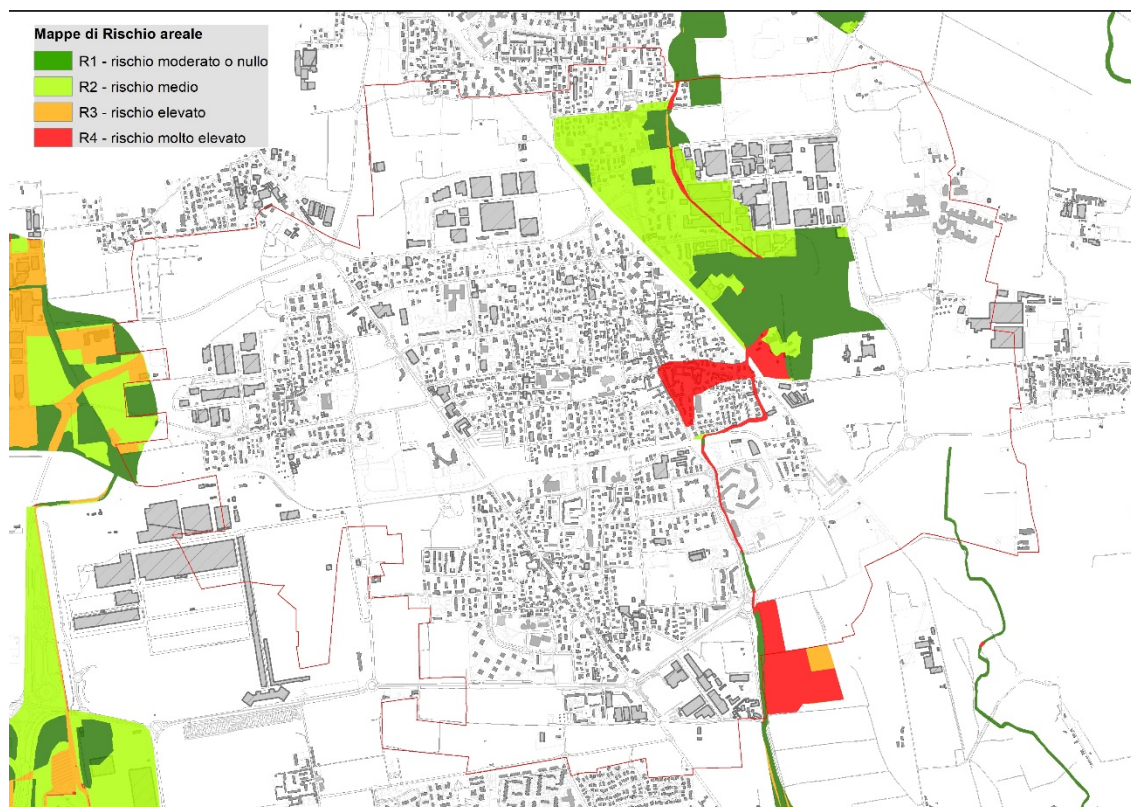 Mappe di Rischio areale
R1 - rischio moderato o nullo
R2 - rischio medio
R3 - rischio elevato
R4 - rischio molto elevato